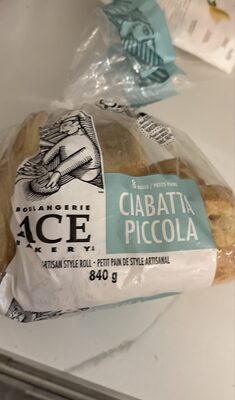 8 ROLLS / PETITS PAINS
CIABATTA
PICCOLA
BOULANGERIE
ACE
BAKERY
ARTISAN STYLE ROLL • PETIT PAIN DE STYLE ARTISANAL
840 g